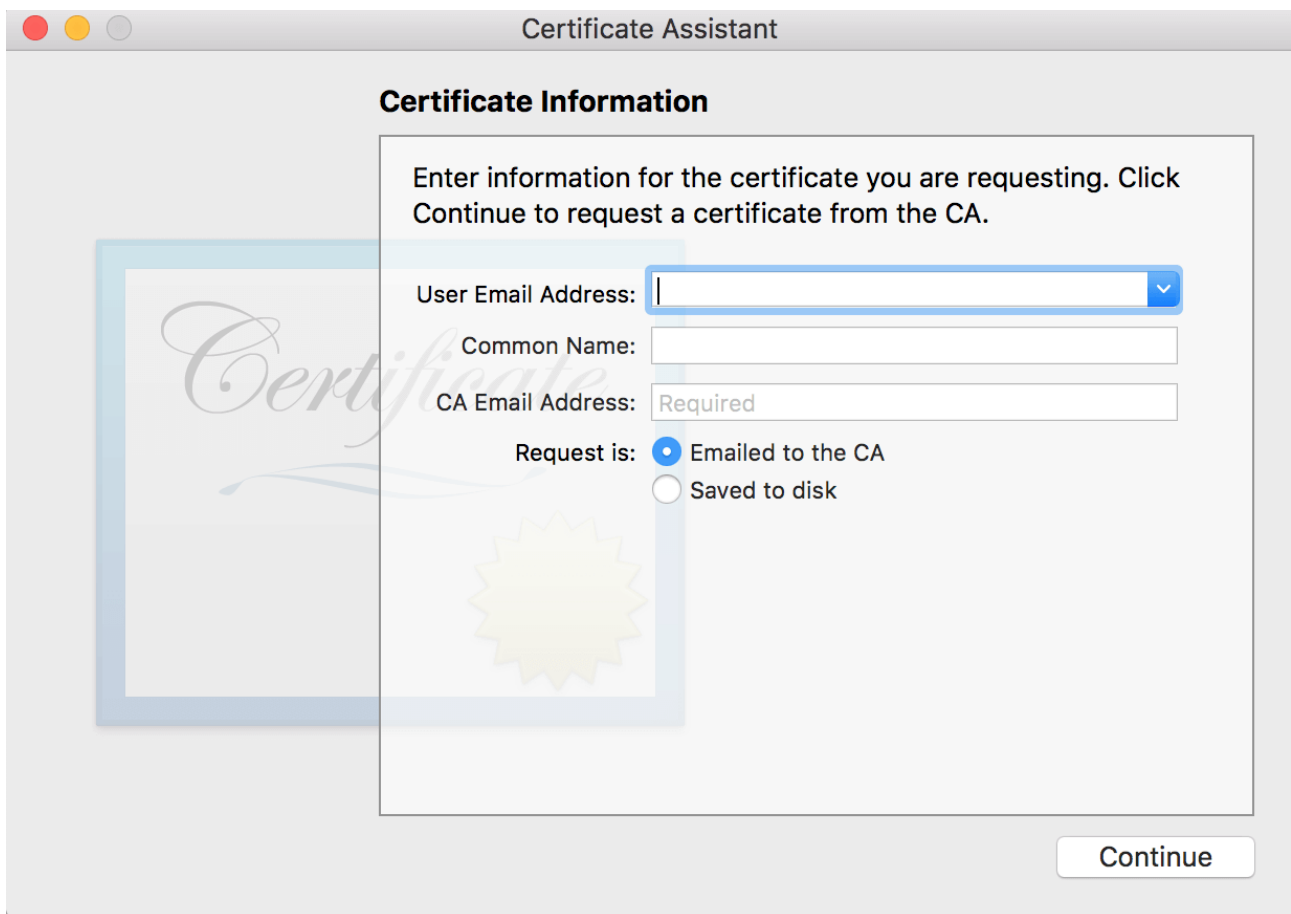 Certificate Assistant
Certificate Information
Enter information for the certificate you are requesting. Click
Continue to request a certificate from the CA.
Certificate
User Email Address:
Common Name:
CA Email Address: Required
Request is: Emailed to the CA
Saved to disk
Continue